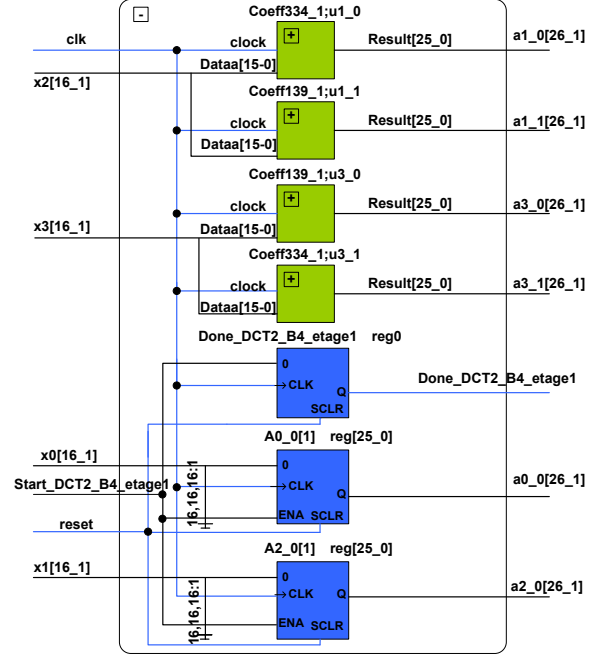 Coeff334_1;u1_0
-
+
clk
clock
Result[25_0]
a1_0[26_1]
Dataa[15-0]
x2[16_1]
Coeff139_1;u1_1
+
clock
Result[25_0]
a1_1[26_1]
Dataa[15-0]
Coeff139_1;u3_0
+
clock
Result[25_0]
a3_0[26_1]
x3[16_1]
Dataa[15-0]
Coeff334_1;u3_1
+
clock
Result[25_0]
a3_1[26_1]
Dataa[15-0]
Done_DCT2_B4_etage1 reg0
0
CLK
Q
Done_DCT2_B4_etage1
SCLR
A0_0[1] reg[25_0]
x0[16_1]
0
Start_DCT2_B4_etage1
16,16,16:1
CLK
Q
a0_0[26_1]
ENA SCLR
reset
A2_0[1] reg[25_0]
x1[16_1]
0
16,16,16:1
CLK
Q
a2_0[26_1]
ENA SCLR